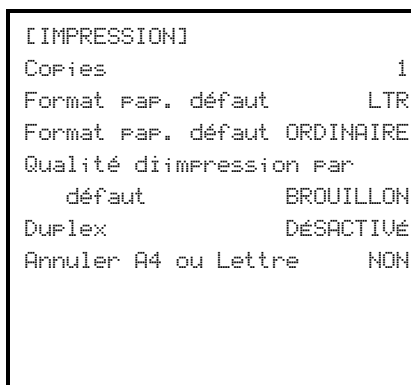 [IMPRESSION]
Copies 1
Format pap. défaut LTR
Format pap. défaut ORDINAIRE
Qualité diimpression par
défaut BROUILLON
Duplex DéSACTIVé
Annuler A4 ou Lettre NON